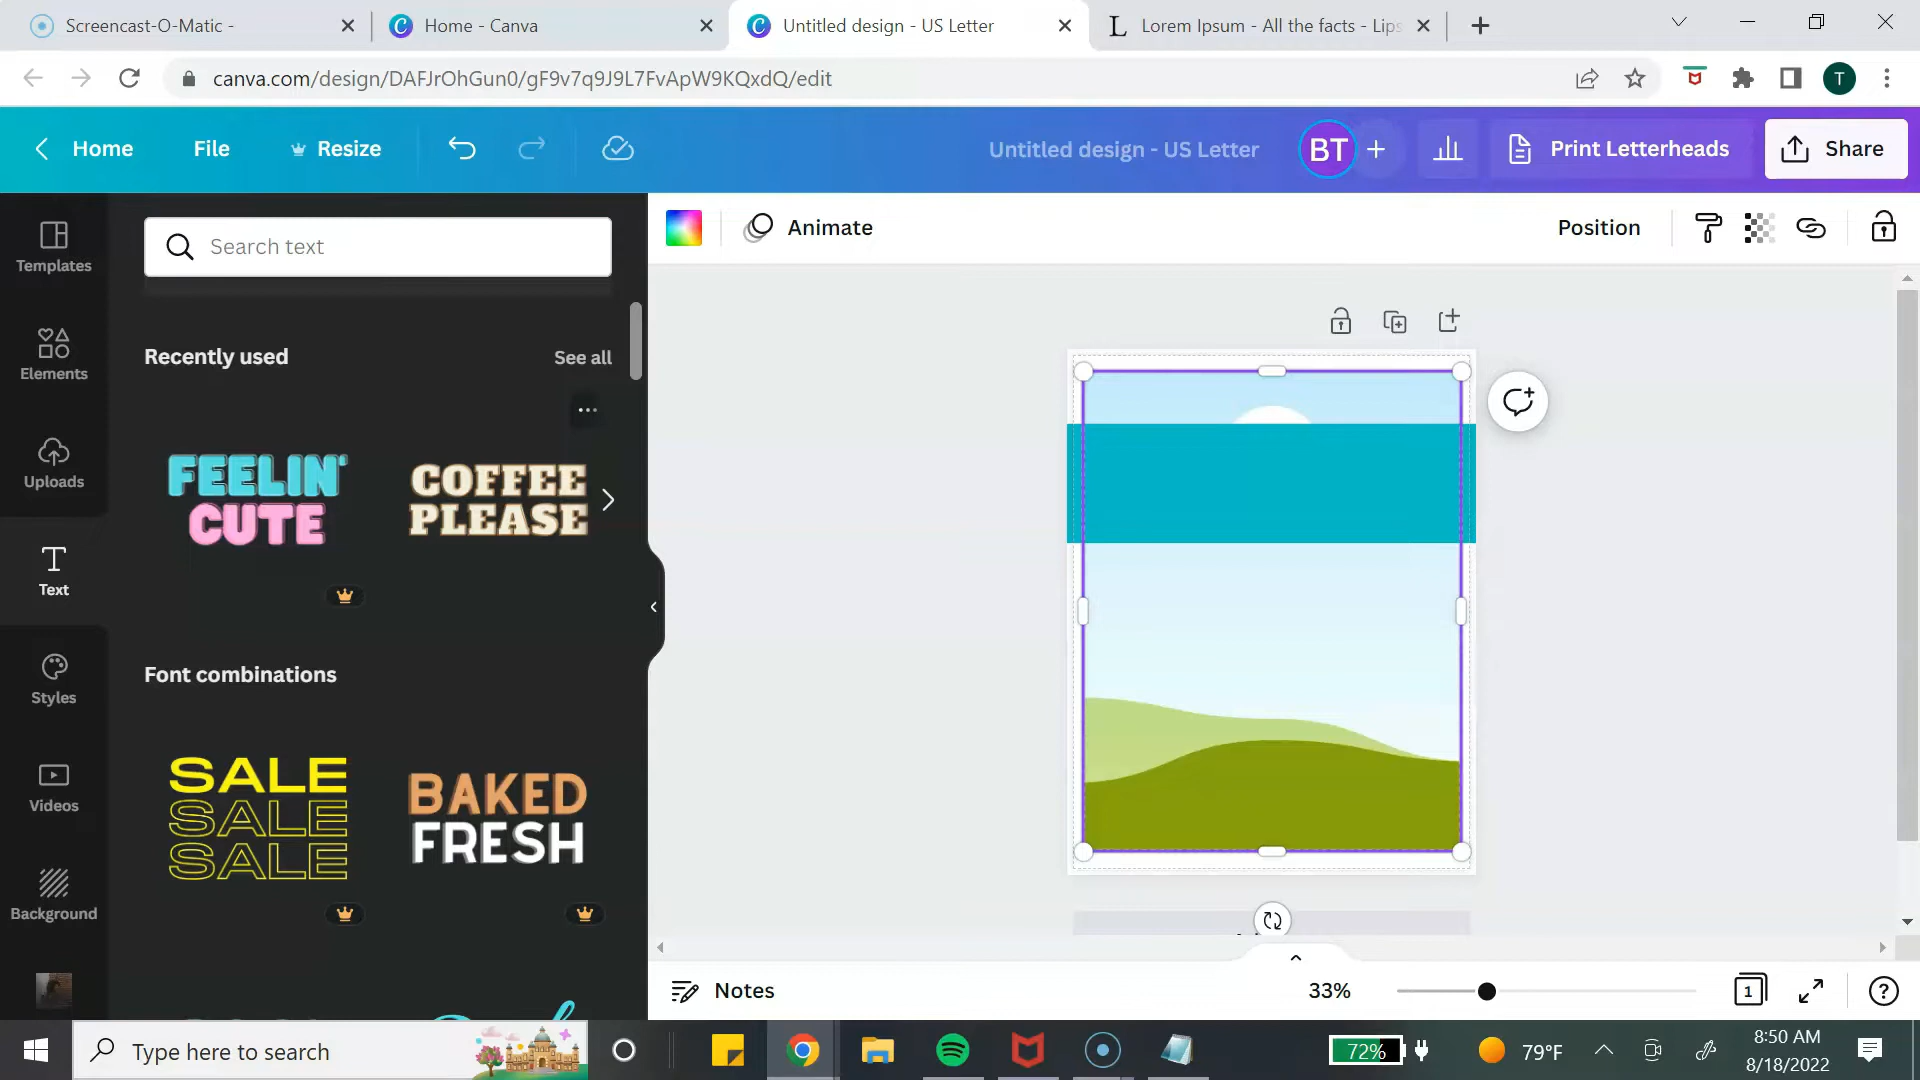 Screencast-O-Matic -
Home - Canva
Untitled design - US Letter
L
Lorem Ipsum - All the facts - Lips
canva.com/design/DAFJrOhGun0/gF9v7q9J9L7FvApW9KQxdQ/edit
T
Home
File
Resize
Untitled design - US Letter
BT
Print Letterheads
Share
Templates
Elements
Uploads
Text
Styles
Videos
Background
Search text
Recently used
See all
FEELIN'
CUTE
COFFEE
PLEASE
Font combinations
SALE
SALE
SALE
BAKED
FRESH
Animate
Position
Notes
33%
1
Type here to search
72%
79°F
8:50 AM
8/18/2022